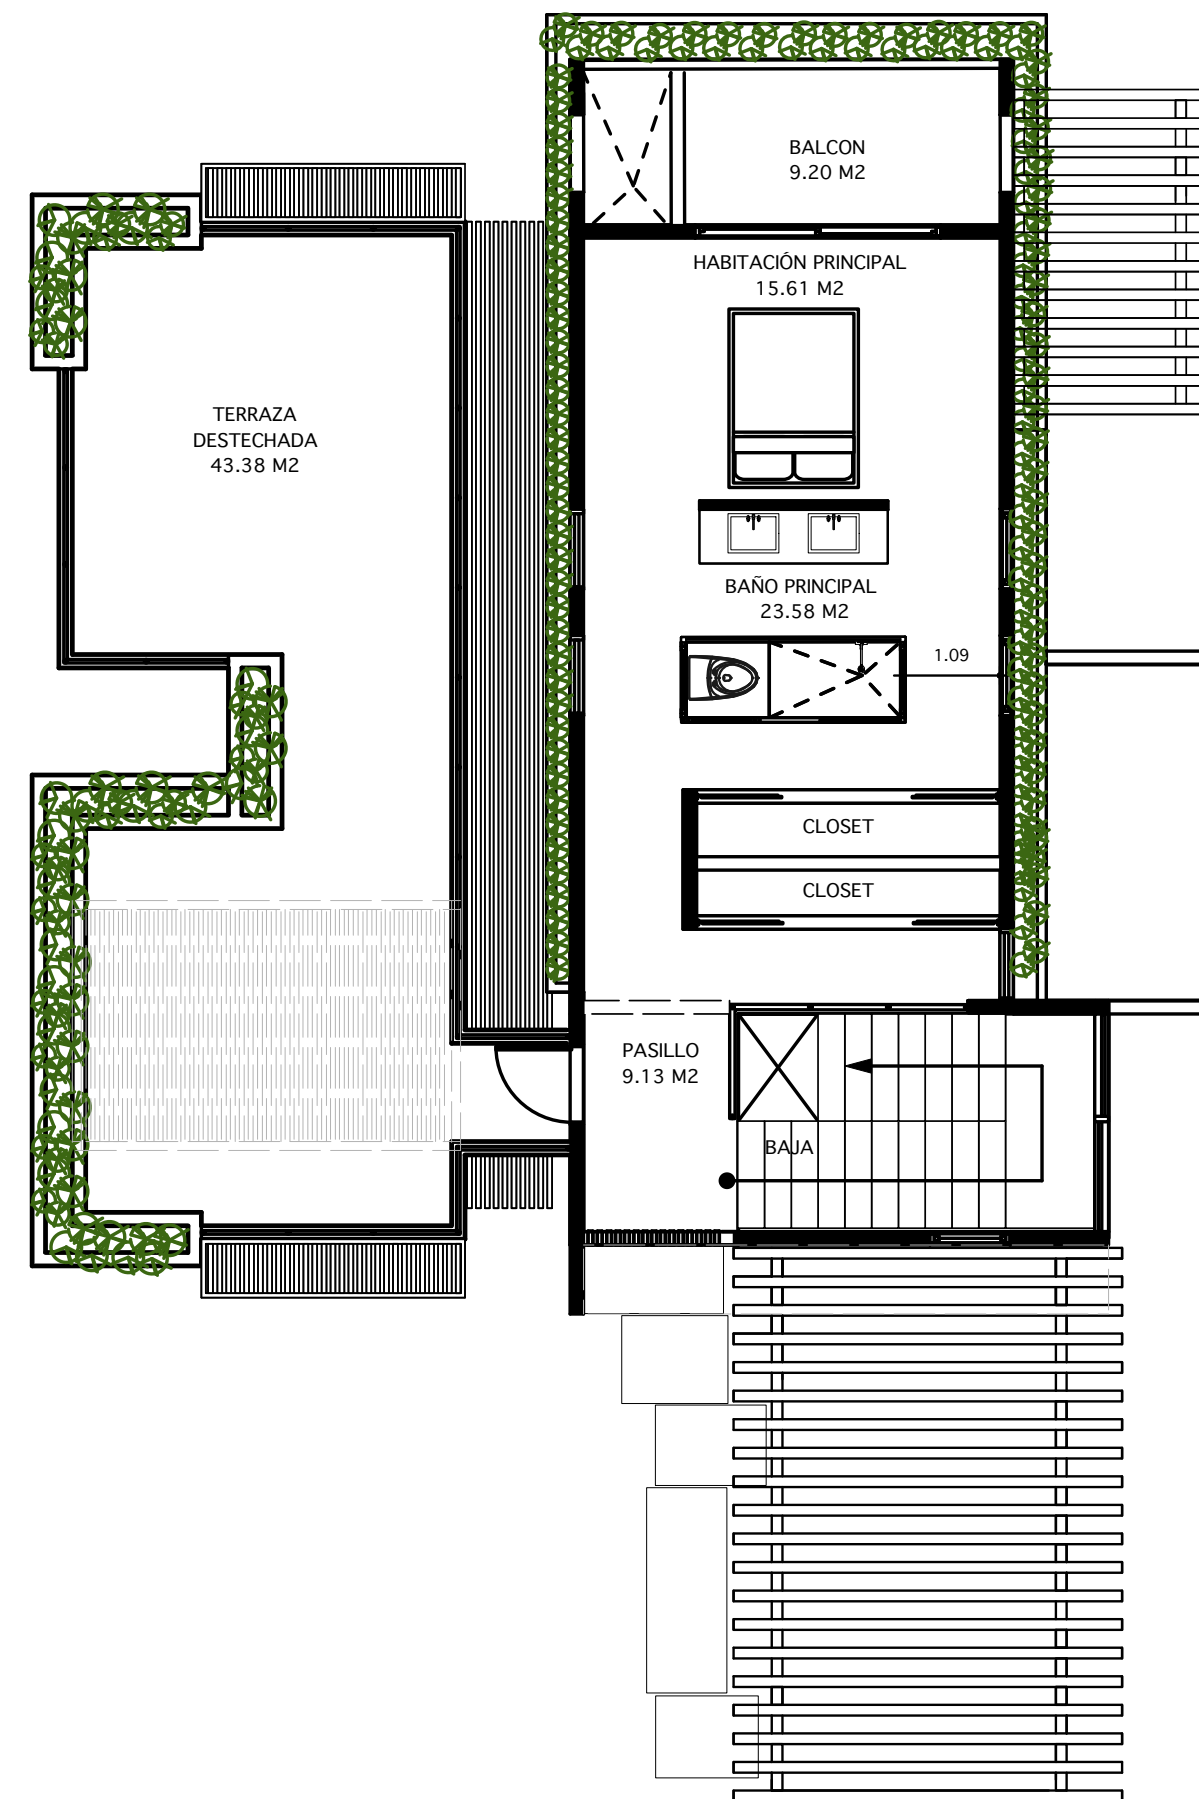 BALCON
9.20 M2
HABITACIÓN PRINCIPAL
15.61 M2
TERRAZA
DESTECHADA
43.38 M2
BAÑO PRINCIPAL
23.58 M2
1.09
CLOSET
CLOSET
PASILLO
9.13 M2
BAJA